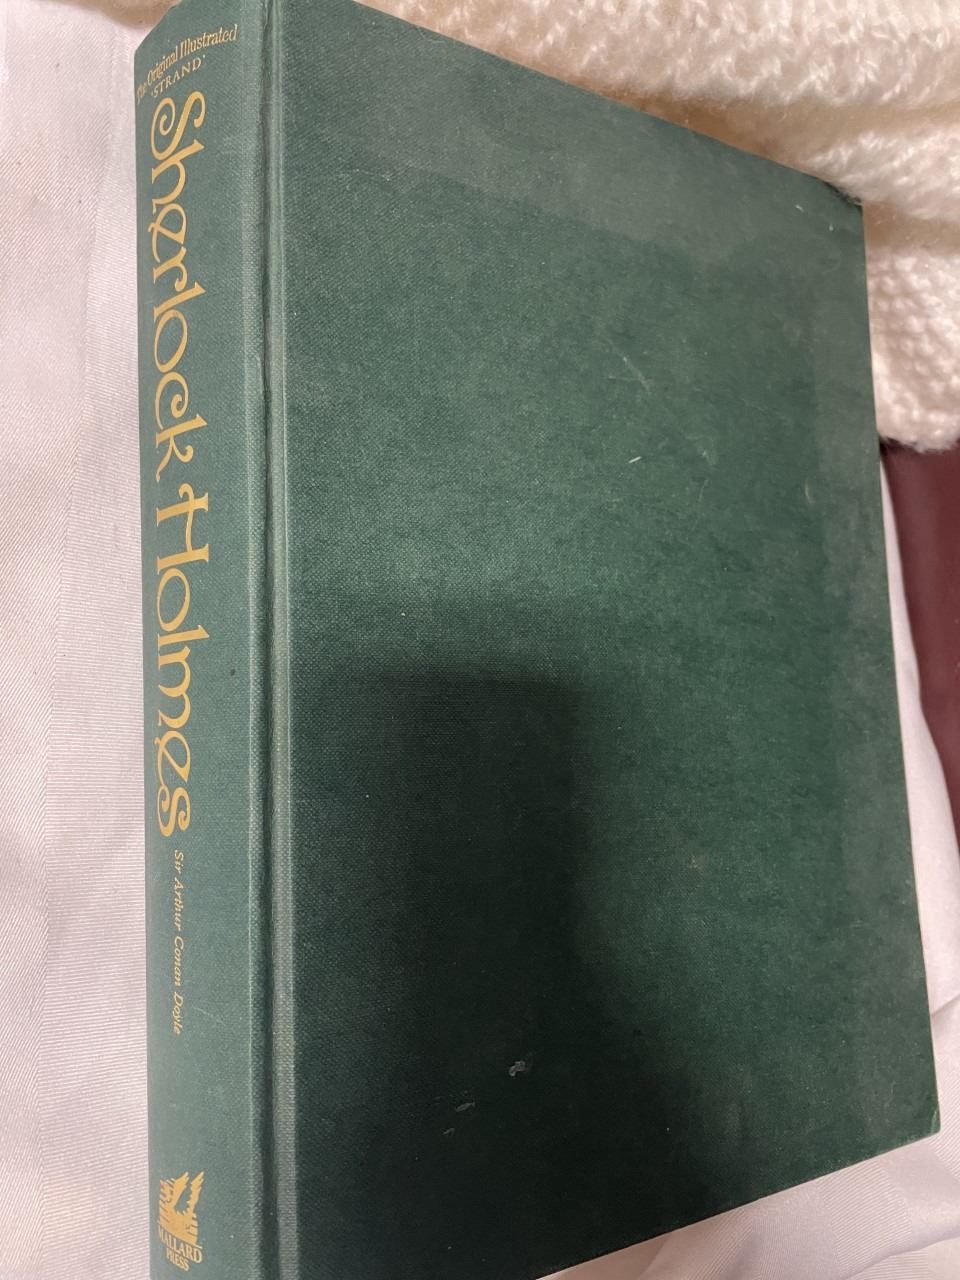 The Original Illustrated
'STRAND'
Sherlock Holmes
Sir Arthur Conan Doyle
MALLARD
PRESS